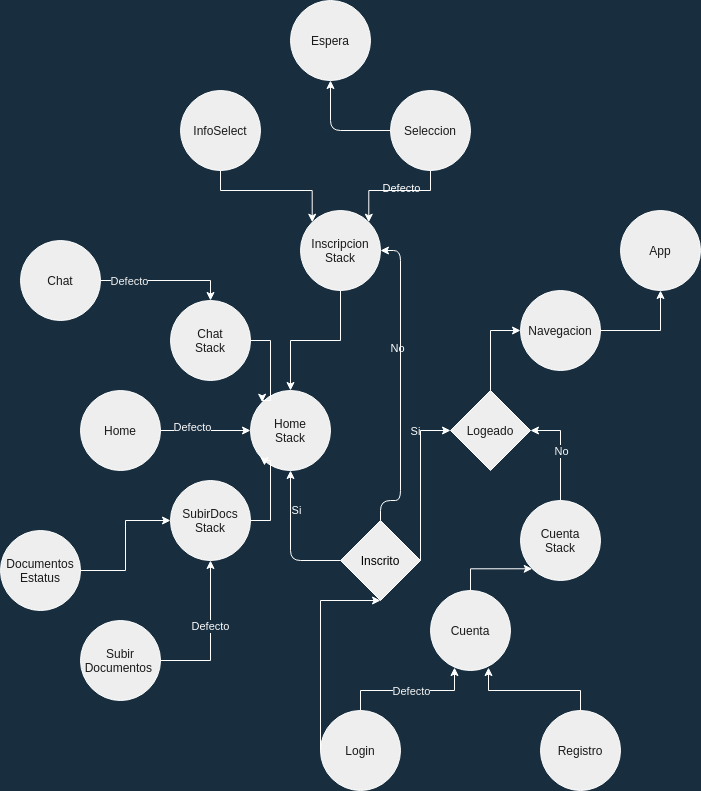 Espera
InfoSelect
Seleccion
Defecto
Inscripcion
Stack
App
Chat
Defecto
Chat
Stack
Navegacion
No
Home
Defecto
Home
Stack
Si
Logeado
No
SubirDocs
Stack
Si
Cuenta
Stack
Documentos
Estatus
Inscrito
Defecto
Cuenta
Subir
Documentos
Defecto
Login
Registro